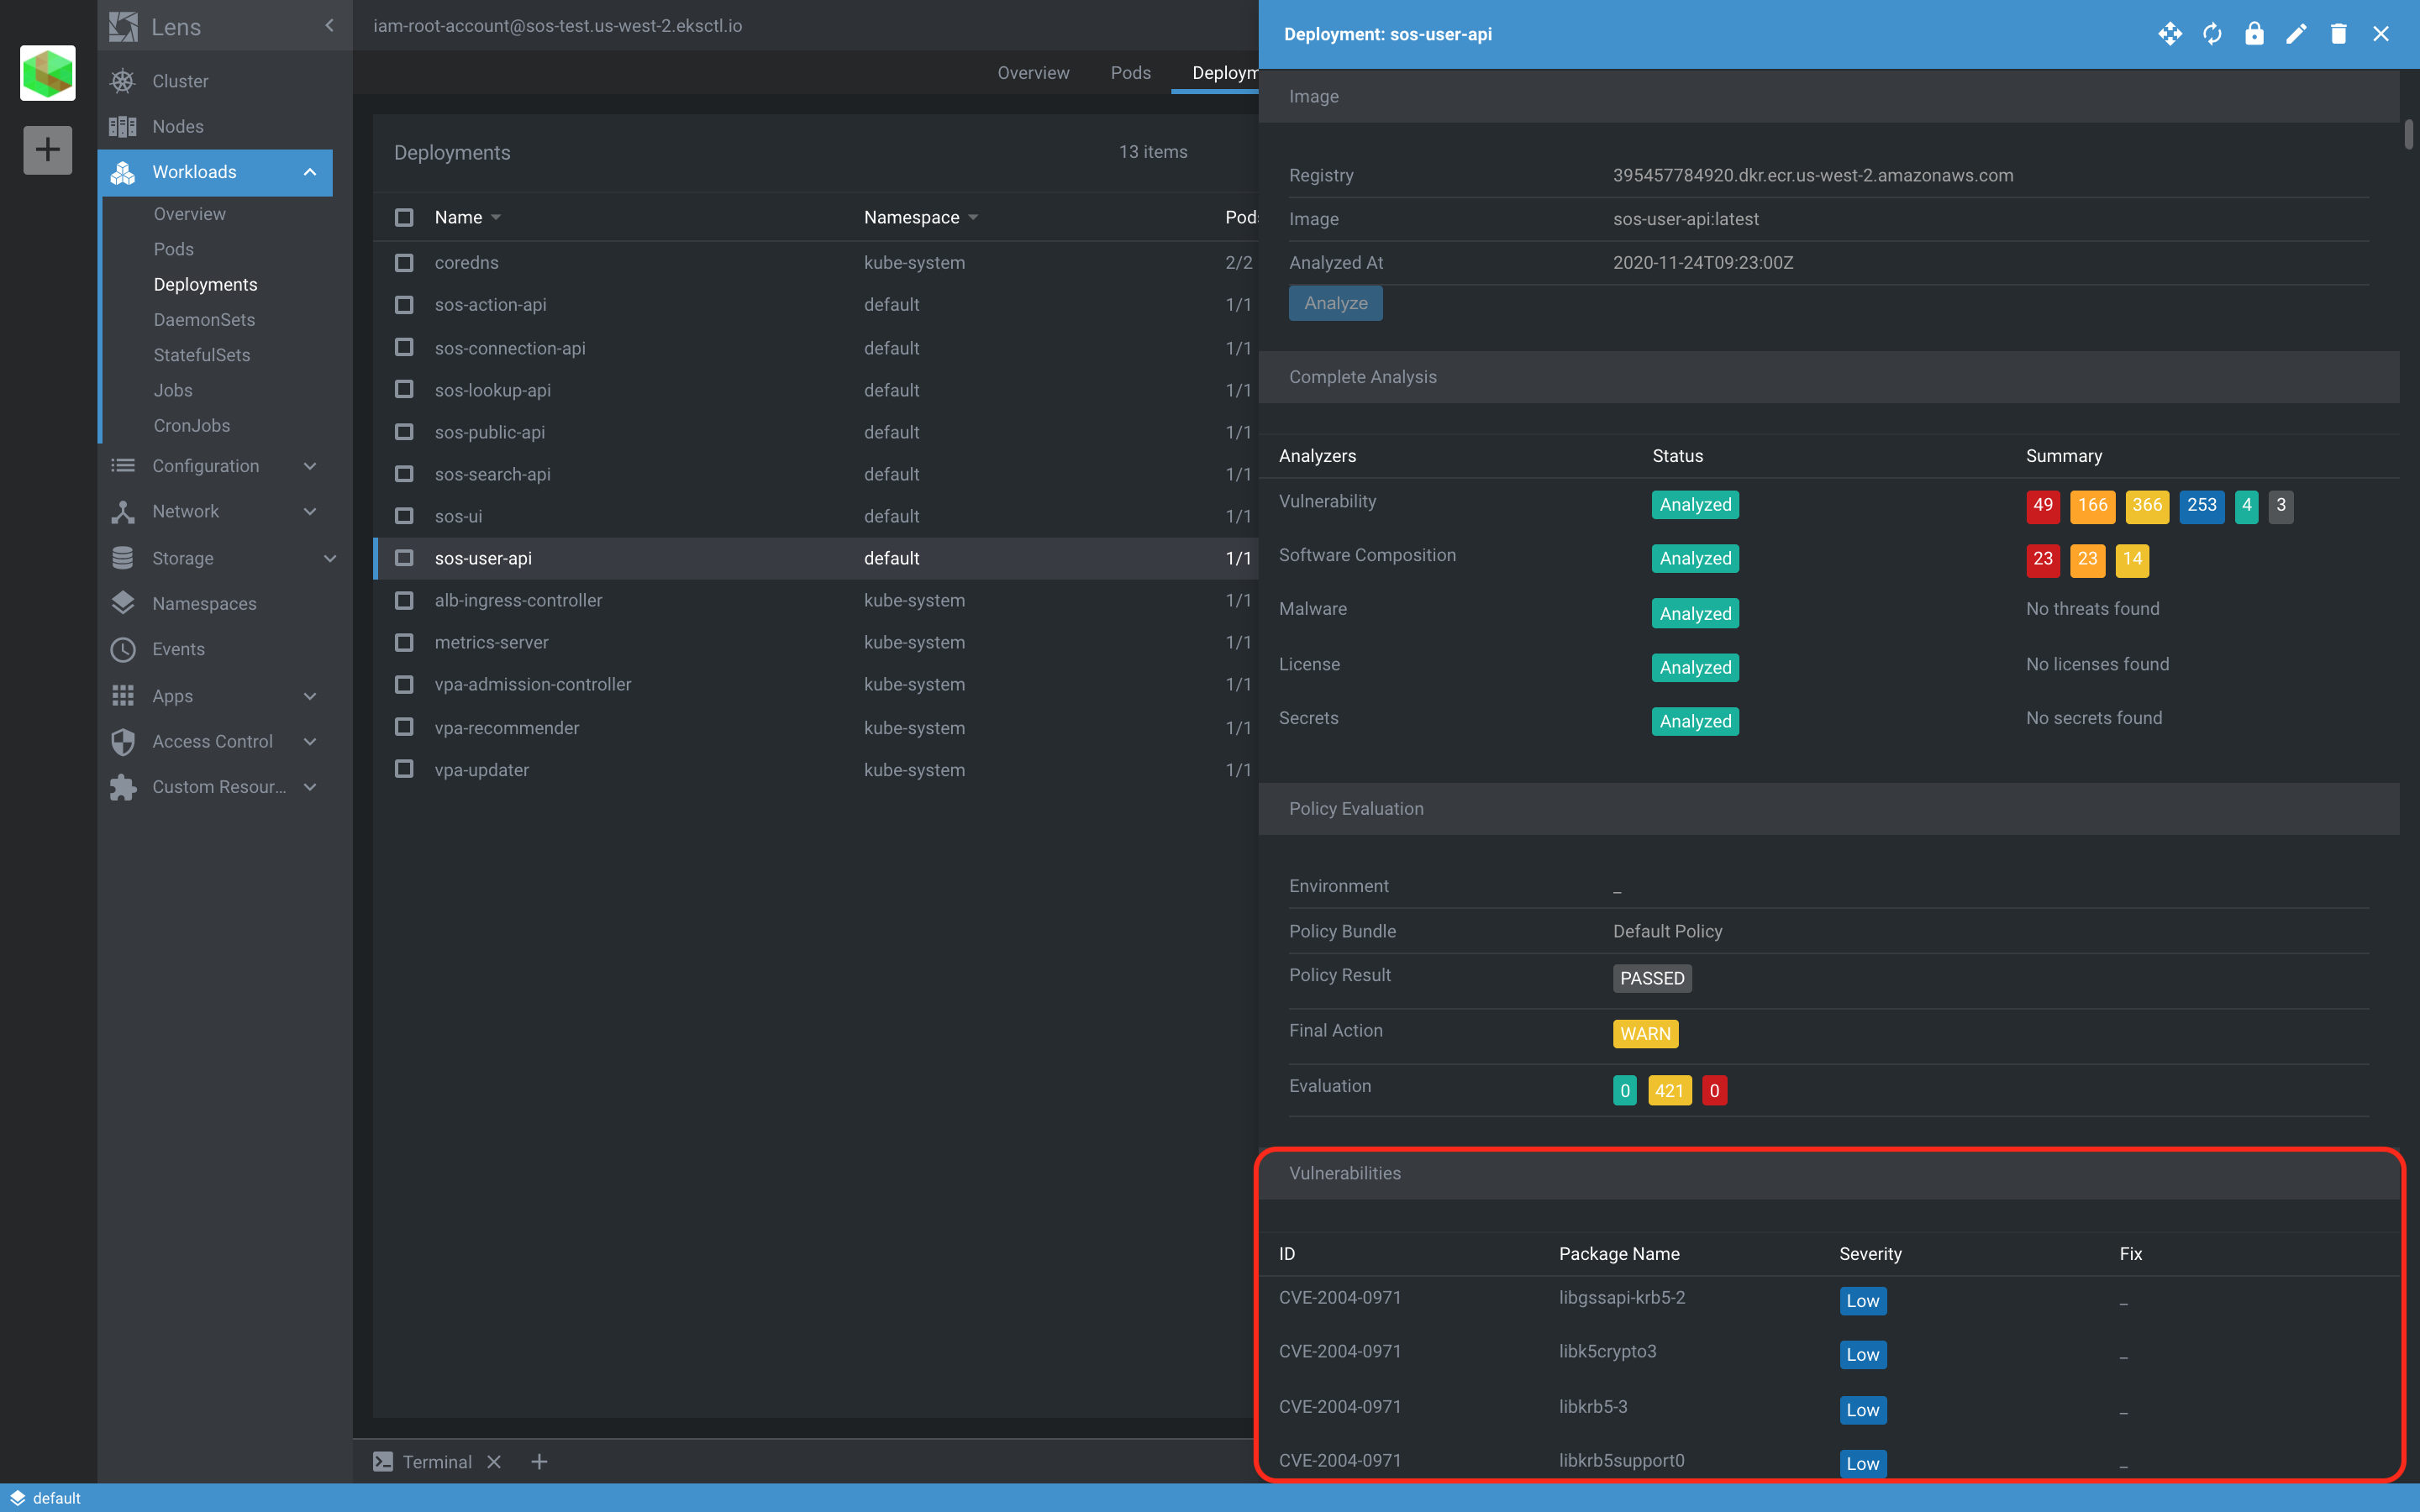 Lens
Cluster
Nodes
Workloads
Overview
Pods
Deployments
DaemonSets
StatefulSets
Jobs
CronJobs
Configuration
Network
Storage
Namespaces
Events
Apps
Access Control
Custom Resour...
iam-root-account@sos-test.us-west-2.eksctl.io
Overview Pods Deploym
Deployments 13 items
Name Namespace Pod
coredns kube-system 2/2
sos-action-api default 1/1
sos-connection-api default 1/1
sos-lookup-api default 1/1
sos-public-api default 1/1
sos-search-api default 1/1
sos-ui default 1/1
sos-user-api default 1/1
alb-ingress-controller kube-system 1/1
metrics-server kube-system 1/1
vpa-admission-controller kube-system 1/1
vpa-recommender kube-system 1/1
vpa-updater kube-system 1/1
Terminal
default
Deployment: sos-user-api
Image
Registry 395457784920.dkr.ecr.us-west-2.amazonaws.com
Image sos-user-api:latest
Analyzed At 2020-11-24T09:23:00Z
Analyze
Complete Analysis
Analyzers Status Summary
Vulnerability Analyzed 49 166 366 253 4 3
Software Composition Analyzed 23 23 14
Malware Analyzed No threats found
License Analyzed No licenses found
Secrets Analyzed No secrets found
Policy Evaluation
Environment _
Policy Bundle Default Policy
Policy Result PASSED
Final Action WARN
Evaluation 0 421 0
Vulnerabilities
ID Package Name Severity Fix
CVE-2004-0971 libgssapi-krb5-2 Low _
CVE-2004-0971 libk5crypto3 Low _
CVE-2004-0971 libkrb5-3 Low _
CVE-2004-0971 libkrb5support0 Low _